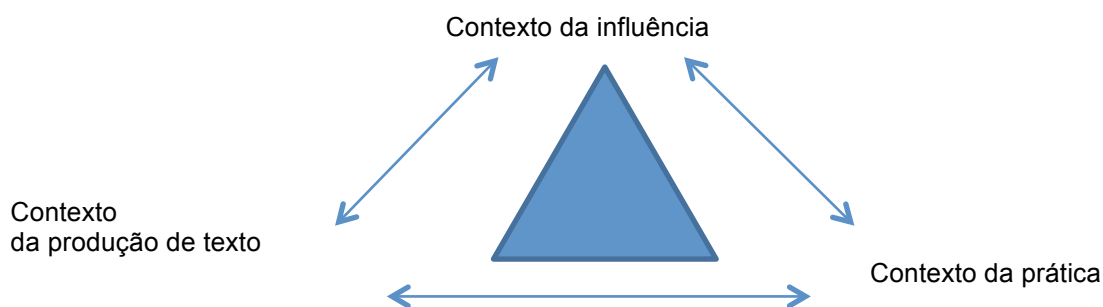 Contexto da influência
Contexto
da produção de texto
Contexto da prática